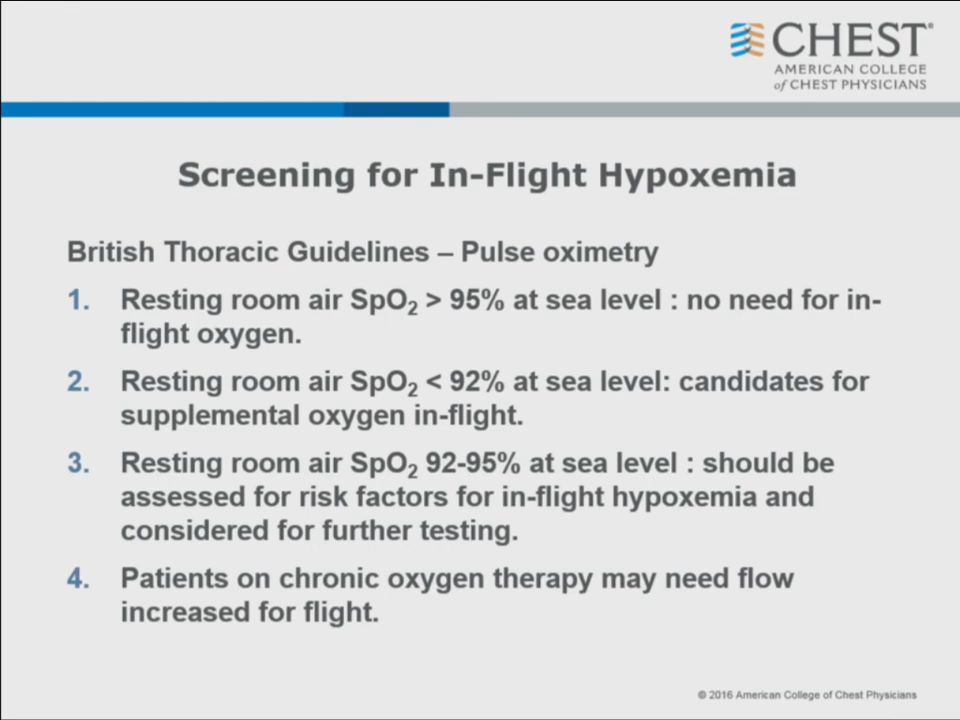 CHEST®
AMERICAN COLLEGE
of CHEST PHYSICIANS
Screening for In-Flight Hypoxemia
British Thoracic Guidelines – Pulse oximetry
1. Resting room air SpO₂ > 95% at sea level : no need for in-
flight oxygen.
2. Resting room air SpO₂ < 92% at sea level: candidates for
supplemental oxygen in-flight.
3. Resting room air SpO₂ 92-95% at sea level : should be
assessed for risk factors for in-flight hypoxemia and
considered for further testing.
4. Patients on chronic oxygen therapy may need flow
increased for flight.
© 2016 American College of Chest Physicians